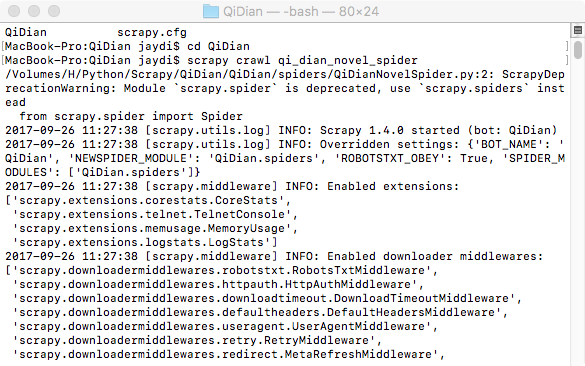 QiDian — -bash — 80×24
QiDian          scrapy.cfg
[MacBook-Pro:QiDian jaydi$ cd QiDian ]
[MacBook-Pro:QiDian jaydi$ scrapy crawl qi_dian_novel_spider ]
/Volumes/H/Python/Scrapy/QiDian/QiDian/spiders/QiDianNovelSpider.py:2: ScrapyDep
recationWarning: Module `scrapy.spider` is deprecated, use `scrapy.spiders` inst
ead
  from scrapy.spider import Spider
2017-09-26 11:27:38 [scrapy.utils.log] INFO: Scrapy 1.4.0 started (bot: QiDian)
2017-09-26 11:27:38 [scrapy.utils.log] INFO: Overridden settings: {'BOT_NAME': '
QiDian', 'NEWSPIDER_MODULE': 'QiDian.spiders', 'ROBOTSTXT_OBEY': True, 'SPIDER_M
ODULES': ['QiDian.spiders']}
2017-09-26 11:27:38 [scrapy.middleware] INFO: Enabled extensions:
['scrapy.extensions.corestats.CoreStats',
 'scrapy.extensions.telnet.TelnetConsole',
 'scrapy.extensions.memusage.MemoryUsage',
 'scrapy.extensions.logstats.LogStats']
2017-09-26 11:27:38 [scrapy.middleware] INFO: Enabled downloader middlewares:
['scrapy.downloadermiddlewares.robotstxt.RobotsTxtMiddleware',
 'scrapy.downloadermiddlewares.httpauth.HttpAuthMiddleware',
 'scrapy.downloadermiddlewares.downloadtimeout.DownloadTimeoutMiddleware',
 'scrapy.downloadermiddlewares.defaultheaders.DefaultHeadersMiddleware',
 'scrapy.downloadermiddlewares.useragent.UserAgentMiddleware',
 'scrapy.downloadermiddlewares.retry.RetryMiddleware',
 'scrapy.downloadermiddlewares.redirect.MetaRefreshMiddleware',